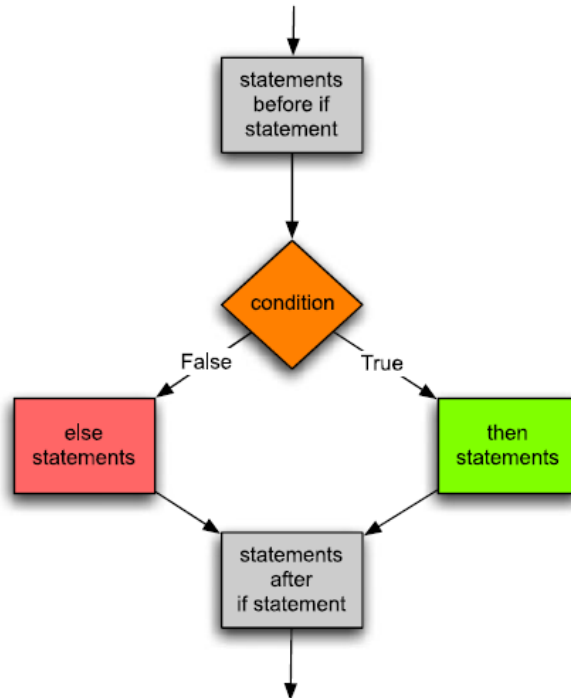 statements
before if
statement
condition
False
True
else
statements
then
statements
statements
after
if statement